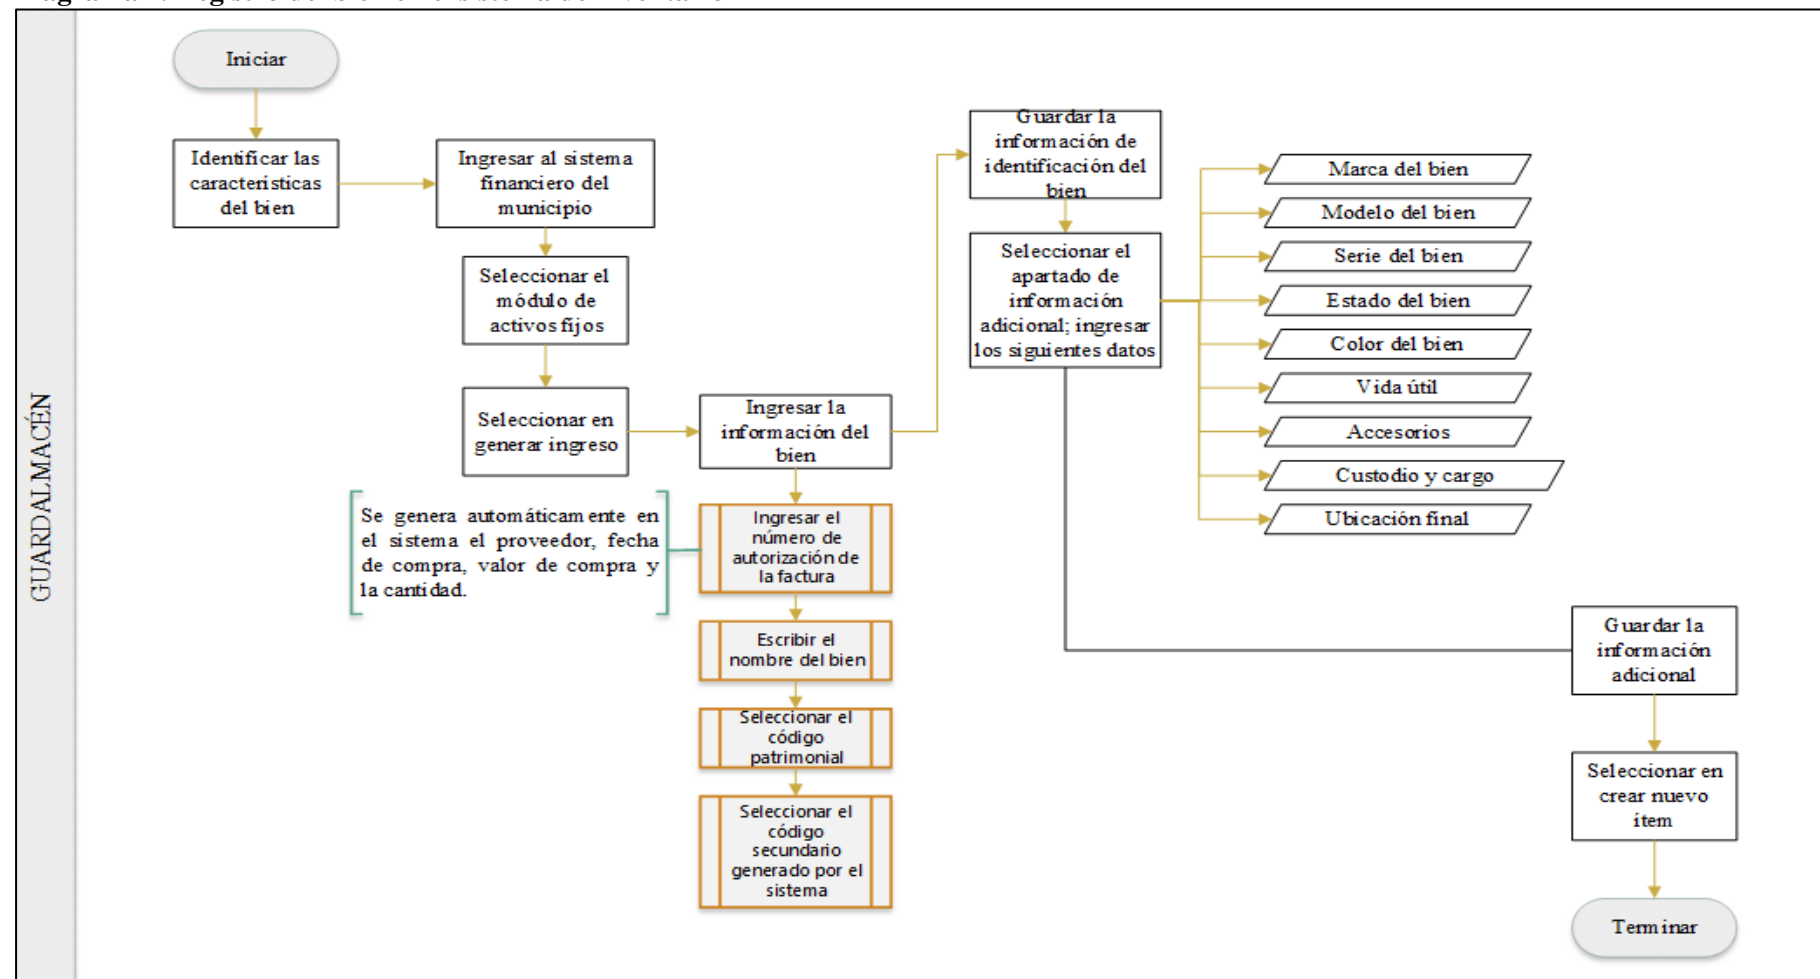 GUARDALMACÉN
Iniciar
Identificar las
características
del bien
Ingresar al sistema
financiero del
municipio
Seleccionar el
módulo de
activos fijos
Seleccionar en
generar ingreso
Ingresar la
información del
bien
Se genera automáticamente en
el sistema el proveedor, fecha
de compra, valor de compra y
la cantidad.
Ingresar el
número de
autorización de
la factura
Escribir el
nombre del bien
Seleccionar el
código
patrimonial
Seleccionar el
código
secundario
generado por el
sistema
Guardar la
información de
identificación del
bien
Seleccionar el
apartado de
información
adicional; ingresar
los siguientes datos
Marca del bien
Modelo del bien
Serie del bien
Estado del bien
Color del bien
Vida útil
Accesorios
Custodio y cargo
Ubicación final
Guardar la
información
adicional
Seleccionar en
crear nuevo
ítem
Terminar